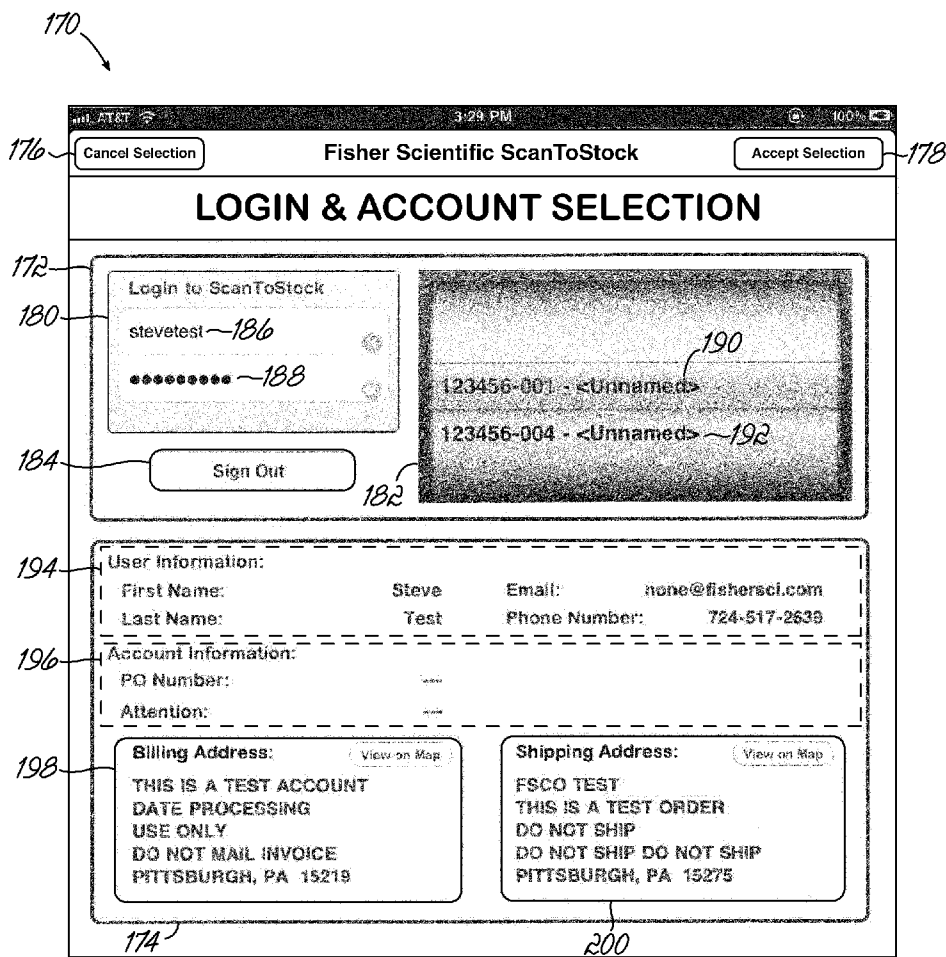 170
AT&T 3:29 PM 100%
176 Cancel Selection Fisher Scientific ScanToStock Accept Selection 178
LOGIN & ACCOUNT SELECTION
172
Login to ScanToStock
180
stevetest 186
●●●●●●●●● 188
190
123456-001 - <Unnamed>
123456-004 - <Unnamed> 192
184
Sign Out
182
194
User Information:
First Name: Steve Email: none@fishersci.com
Last Name: Test Phone Number: 724-517-2639
196
Account Information:
PO Number: ---
Attention: ---
198
Billing Address: View on Map
THIS IS A TEST ACCOUNT
DATE PROCESSING
USE ONLY
DO NOT MAIL INVOICE
PITTSBURGH, PA 15219
Shipping Address: View on Map
FSCO TEST
THIS IS A TEST ORDER
DO NOT SHIP
DO NOT SHIP DO NOT SHIP
PITTSBURGH, PA 15275
174
200